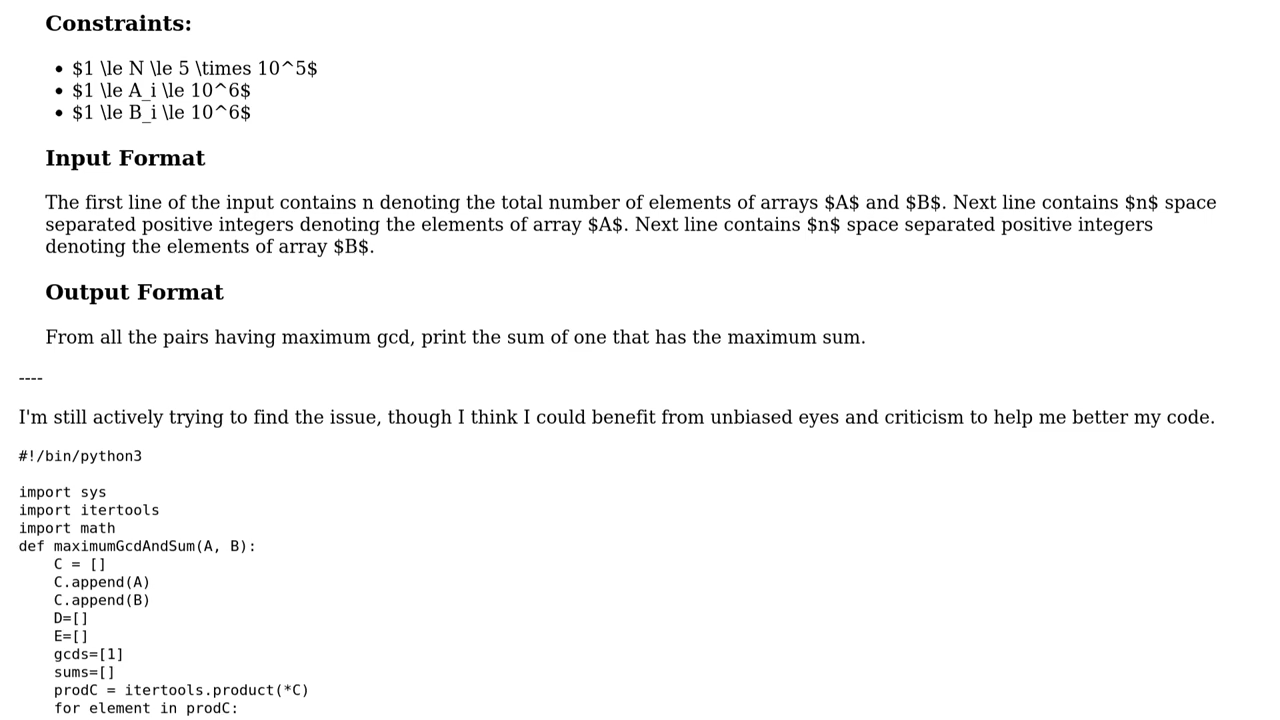 Constraints:
• $1 \le N \le 5 \times 10^5$
• $1 \le A_i \le 10^6$
• $1 \le B_i \le 10^6$
Input Format
The first line of the input contains n denoting the total number of elements of arrays $A$ and $B$. Next line contains $n$ space
separated positive integers denoting the elements of array $A$. Next line contains $n$ space separated positive integers
denoting the elements of array $B$.
Output Format
From all the pairs having maximum gcd, print the sum of one that has the maximum sum.
----
I'm still actively trying to find the issue, though I think I could benefit from unbiased eyes and criticism to help me better my code.
#!/bin/python3
import sys
import itertools
import math
def maximumGcdAndSum(A, B):
    C = []
    C.append(A)
    C.append(B)
    D=[]
    E=[]
    gcds=[1]
    sums=[]
    prodC = itertools.product(*C)
    for element in prodC: